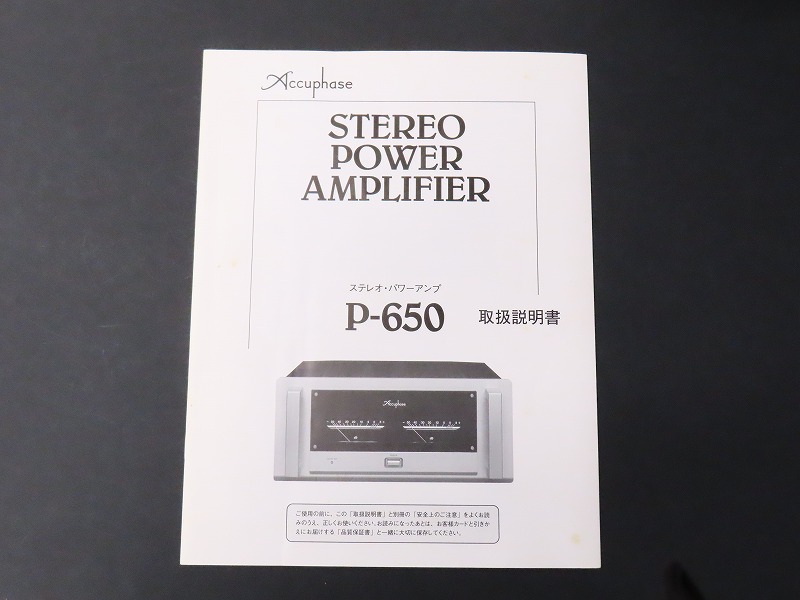 Accuphase
STEREO
POWER
AMPLIFIER
ステレオ・パワーアンプ
P-650 取扱説明書
Accuphase
ご使用の前に、この「取扱説明書」と別冊の「安全上のご注意」をよくお読
みのうえ、正しくお使いください。お読みになったあとは、お客様カードと引きか
えにお届けする「品質保証書」と一緒に大切に保存してください。